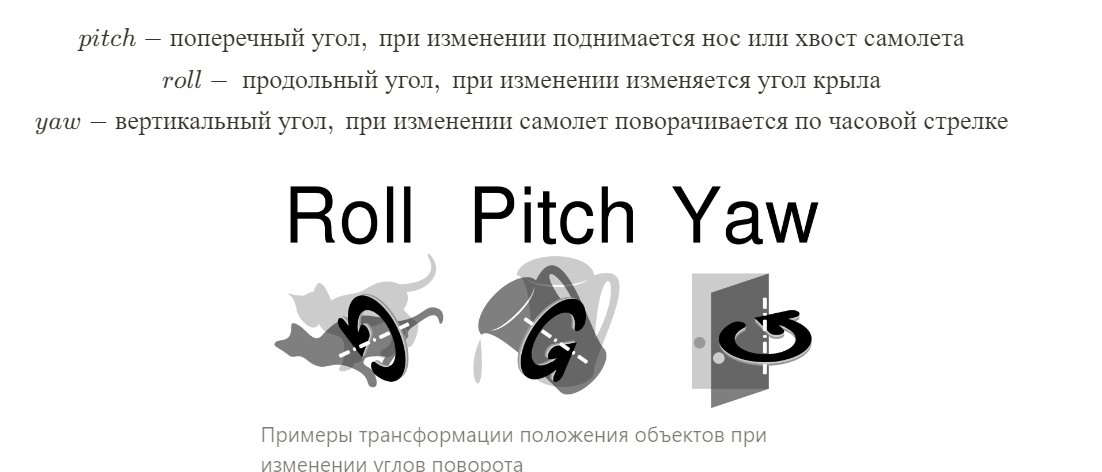 pitch – поперечный угол, при изменении поднимается нос или хвост самолета
roll – продольный угол, при изменении изменяется угол крыла
yaw – вертикальный угол, при изменении самолет поворачивается по часовой стрелке
Roll Pitch Yaw
Примеры трансформации положения объектов при
изменении углов поворота